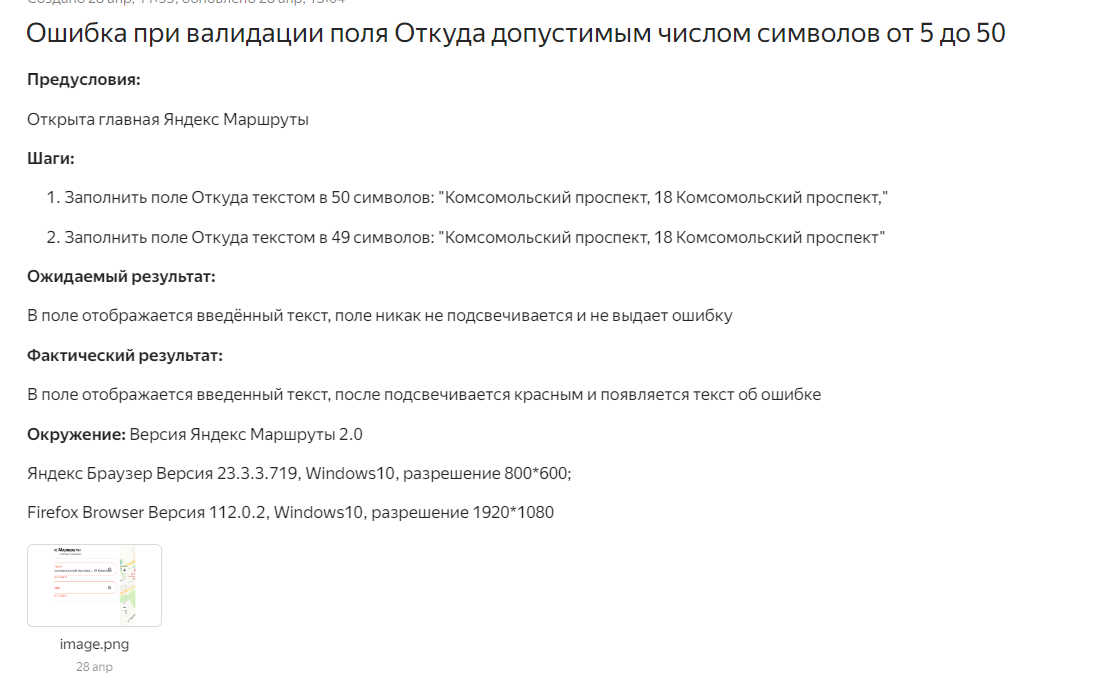 Ошибка при валидации поля Откуда допустимым числом символов от 5 до 50
Предусловия:
Открыта главная Яндекс Маршруты
Шаги:
1. Заполнить поле Откуда текстом в 50 символов: "Комсомольский проспект, 18 Комсомольский проспект,"
2. Заполнить поле Откуда текстом в 49 символов: "Комсомольский проспект, 18 Комсомольский проспект"
Ожидаемый результат:
В поле отображается введённый текст, поле никак не подсвечивается и не выдает ошибку
Фактический результат:
В поле отображается введенный текст, после подсвечивается красным и появляется текст об ошибке
Окружение: Версия Яндекс Маршруты 2.0
Яндекс Браузер Версия 23.3.3.719, Windows10, разрешение 800*600;
Firefox Browser Версия 112.0.2, Windows10, разрешение 1920*1080
image.png
28 апр